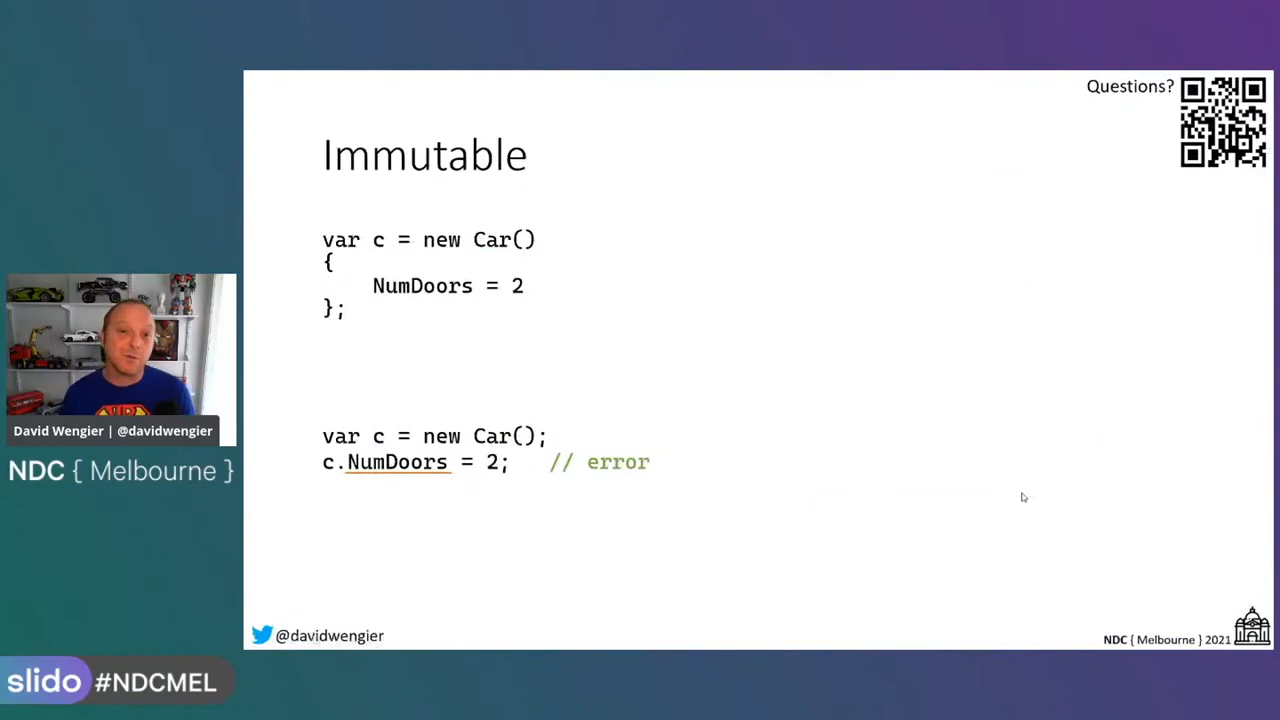 Questions?
Immutable
var c = new Car()
{
    NumDoors = 2
};
var c = new Car();
c.NumDoors = 2;   // error
David Wengier | @davidwengier
NDC { Melbourne }
@davidwengier
NDC { Melbourne } 2021
slido #NDCMEL